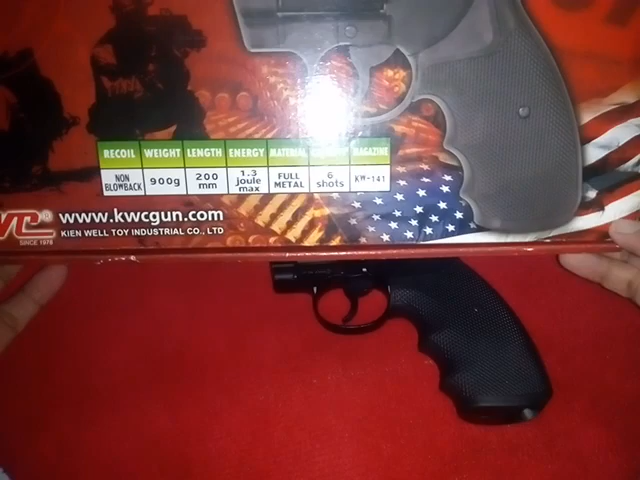 RECOIL WEIGHT LENGTH ENERGY MATERIAL MAGAZINE
NON BLOWBACK 900g 200 mm 1.3 joule max FULL METAL 6 shots KW-141
® www.kwcgun.com
SINCE 1978 KIEN WELL TOY INDUSTRIAL CO., LTD